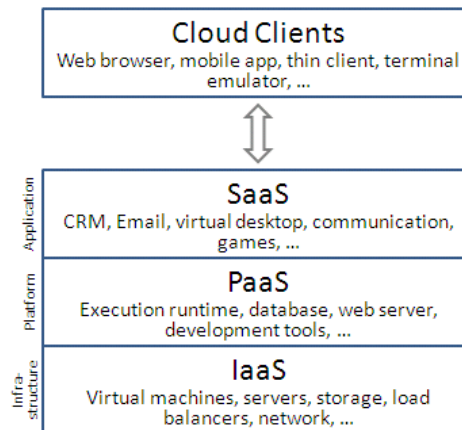 Cloud Clients
Web browser, mobile app, thin client, terminal
emulator, ...
Application
SaaS
CRM, Email, virtual desktop, communication,
games, ...
Platform
PaaS
Execution runtime, database, web server,
development tools, ...
Infra-
structure
IaaS
Virtual machines, servers, storage, load
balancers, network, ...